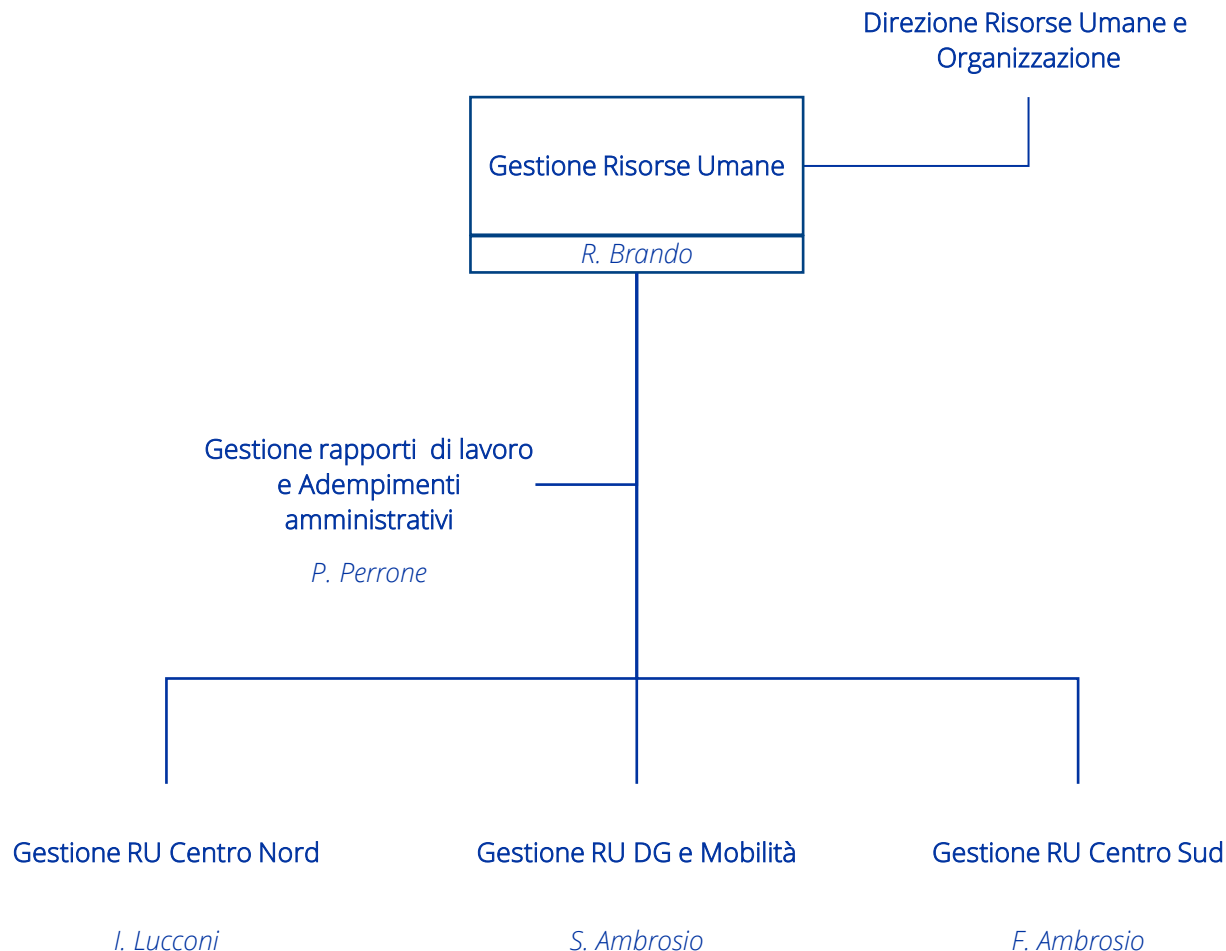 Direzione Risorse Umane e
Organizzazione
Gestione Risorse Umane
R. Brando
Gestione rapporti  di lavoro
e Adempimenti
amministrativi
P. Perrone
Gestione RU Centro Nord
Gestione RU DG e Mobilità
Gestione RU Centro Sud
I. Lucconi
S. Ambrosio
F. Ambrosio